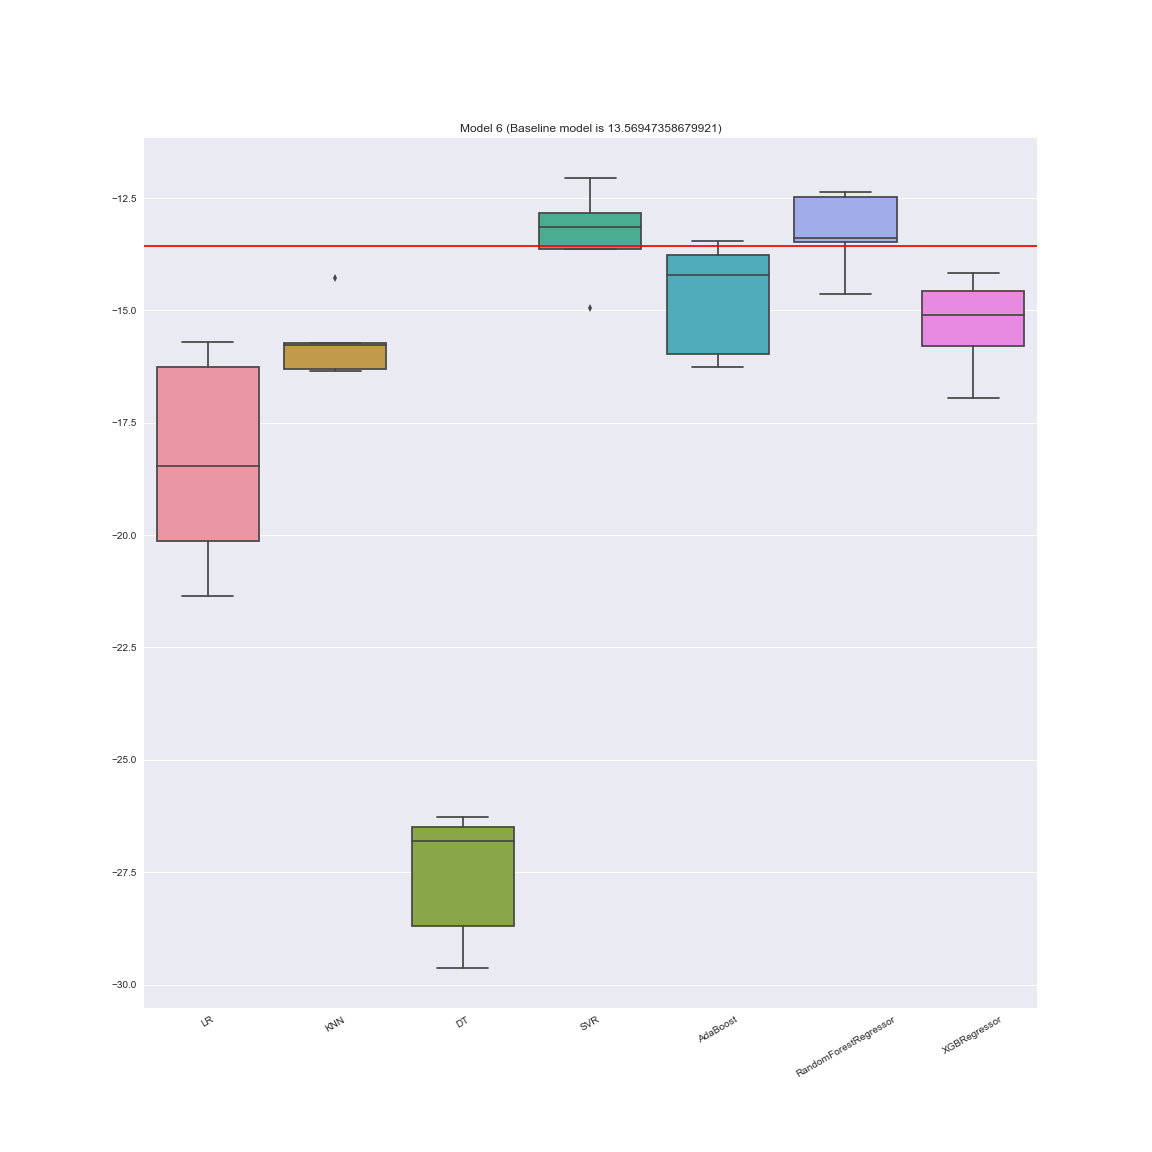 Model 6 (Baseline model is 13.56947358679921)
−12.5
−15.0
−17.5
−20.0
−22.5
−25.0
−27.5
−30.0
LR
KNN
DT
SVR
AdaBoost
RandomForestRegressor
XGBRegressor